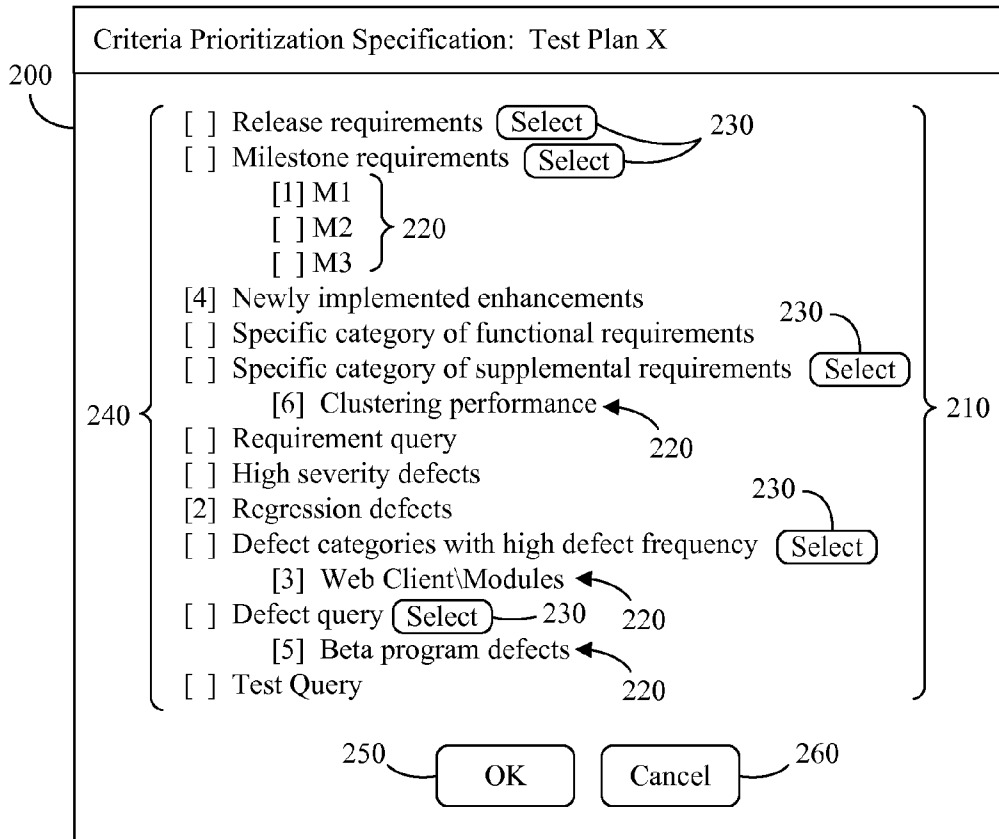 Criteria Prioritization Specification: Test Plan X
200
[ ] Release requirements Select 230
[ ] Milestone requirements Select
[1] M1
[ ] M2 220
[ ] M3
[4] Newly implemented enhancements
[ ] Specific category of functional requirements 230
[ ] Specific category of supplemental requirements Select
240 [6] Clustering performance 210
[ ] Requirement query 220
[ ] High severity defects
[2] Regression defects 230
[ ] Defect categories with high defect frequency Select
[3] Web Client\Modules
[ ] Defect query Select 230 220
[5] Beta program defects
[ ] Test Query 220
250 OK Cancel 260